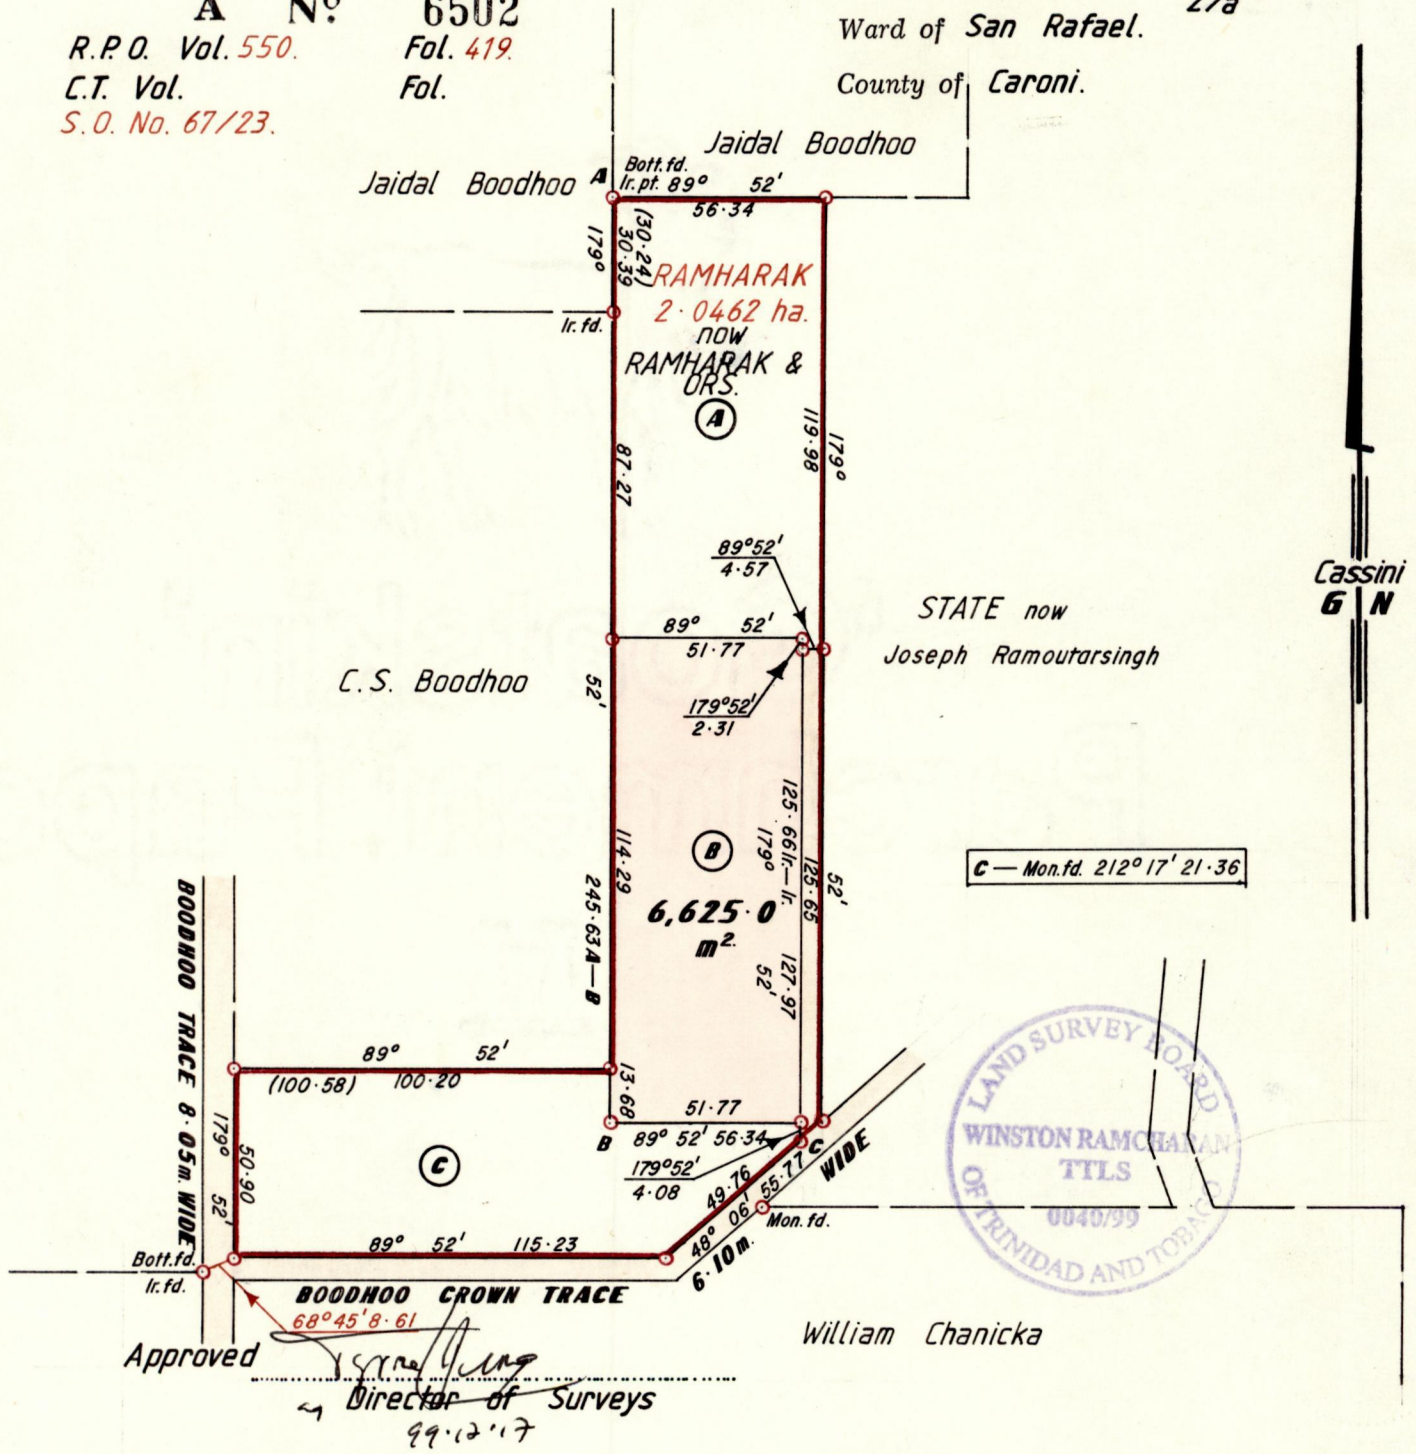 A Nº 6502
R.P.O. Vol. 550. Fol. 419.
C.T. Vol. Fol.
S.O. No. 67/23.
27a
Ward of San Rafael.
County of Caroni.
Jaidal Boodhoo
Jaidal Boodhoo
A
Bott.fd.
Ir.pt. 89° 52'
56·34
179°
(30·24)
30·39
RAMHARAK
2·0462 ha.
now
RAMHARAK &
ORS.
A
Ir.fd.
87·27
119·98
179°
89°52'
4·57
89° 52'
51·77
179°52'
2·31
STATE now
Joseph Ramoutarsingh
Cassini
G N
C.S. Boodhoo
52'
114·29
245·63 A—B
B
6,625·0
m².
125·66 Ir.—Ir.
179°
125·65
52'
127·97
52'
C — Mon.fd. 212° 17' 21·36
BOODHOO TRACE 8·05m. WIDE
89° 52'
(100·58) 100·20
13·68
51·77
B
89° 52' 56·34
C
179°52'
4·08
179°
52'
50·90
C
49·76
55·77
48° 06'
6·10m. WIDE
Mon.fd.
89° 52' 115·23
Bott.fd.
Ir.fd.
BOODHOO CROWN TRACE
68°45' 8·61
William Chanicka
LAND SURVEY BOARD
OF TRINIDAD AND TOBAGO
WINSTON RAMCHARAN
TTLS
0040/99
Approved
ag Director of Surveys
99·12·17